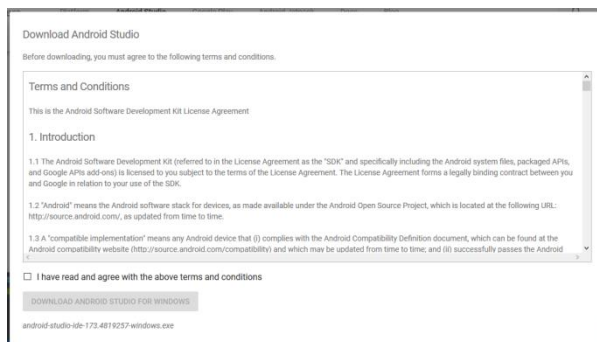 Platform Android Studio Google Play Android Jetpack Docs Blog
Download Android Studio
Before downloading, you must agree to the following terms and conditions.
Terms and Conditions
This is the Android Software Development Kit License Agreement
1. Introduction
1.1 The Android Software Development Kit (referred to in the License Agreement as the "SDK" and specifically including the Android system files, packaged APIs,
and Google APIs add-ons) is licensed to you subject to the terms of the License Agreement. The License Agreement forms a legally binding contract between you
and Google in relation to your use of the SDK.
1.2 "Android" means the Android software stack for devices, as made available under the Android Open Source Project, which is located at the following URL:
http://source.android.com/, as updated from time to time.
1.3 A "compatible implementation" means any Android device that (i) complies with the Android Compatibility Definition document, which can be found at the
Android compatibility website (http://source.android.com/compatibility) and which may be updated from time to time; and (ii) successfully passes the Android
I have read and agree with the above terms and conditions
DOWNLOAD ANDROID STUDIO FOR WINDOWS
android-studio-ide-173.4819257-windows.exe